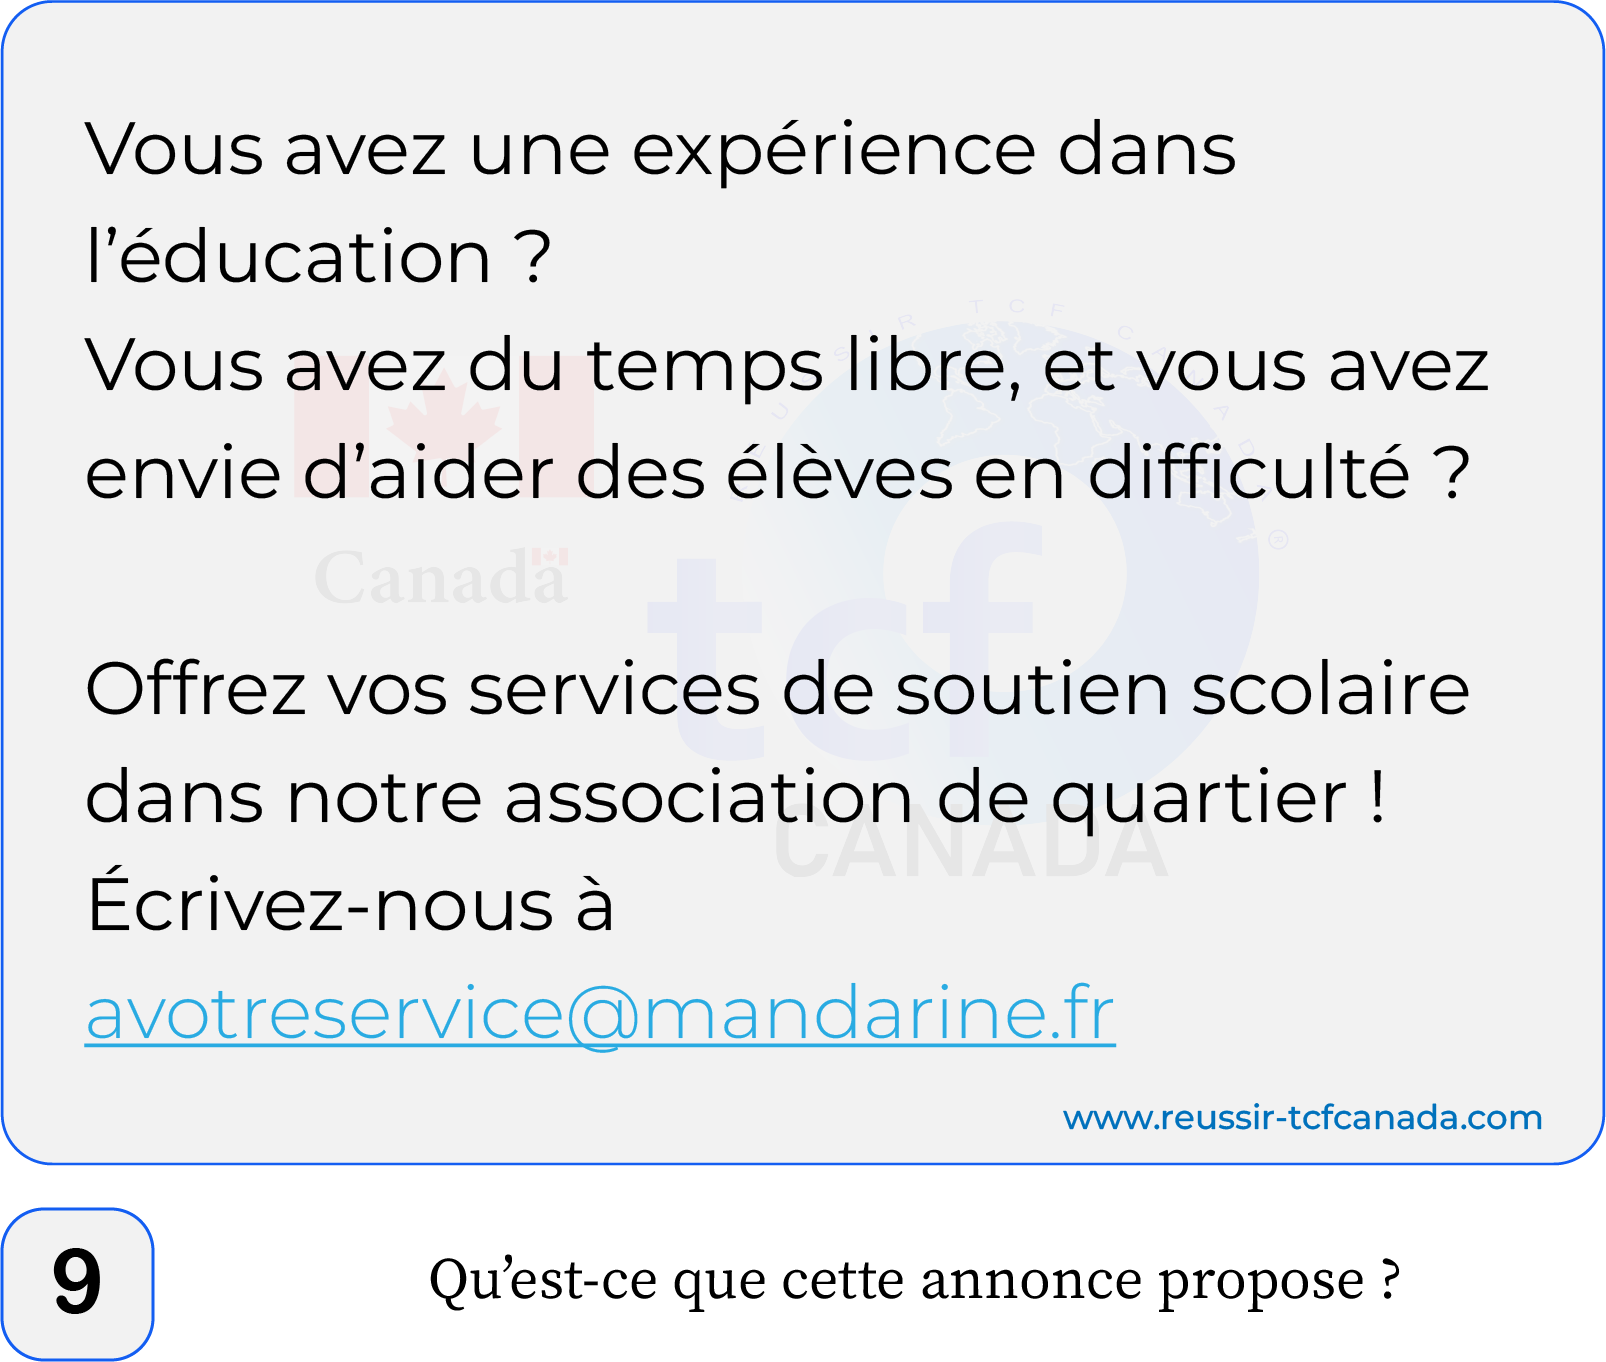 Vous avez une expérience dans
l’éducation ?
Vous avez du temps libre, et vous avez
envie d’aider des élèves en difficulté ?
Canada
tcf
CANADA
Offrez vos services de soutien scolaire
dans notre association de quartier !
Écrivez-nous à
avotreservice@mandarine.fr
www.reussir-tcfcanada.com
9
Qu’est-ce que cette annonce propose ?